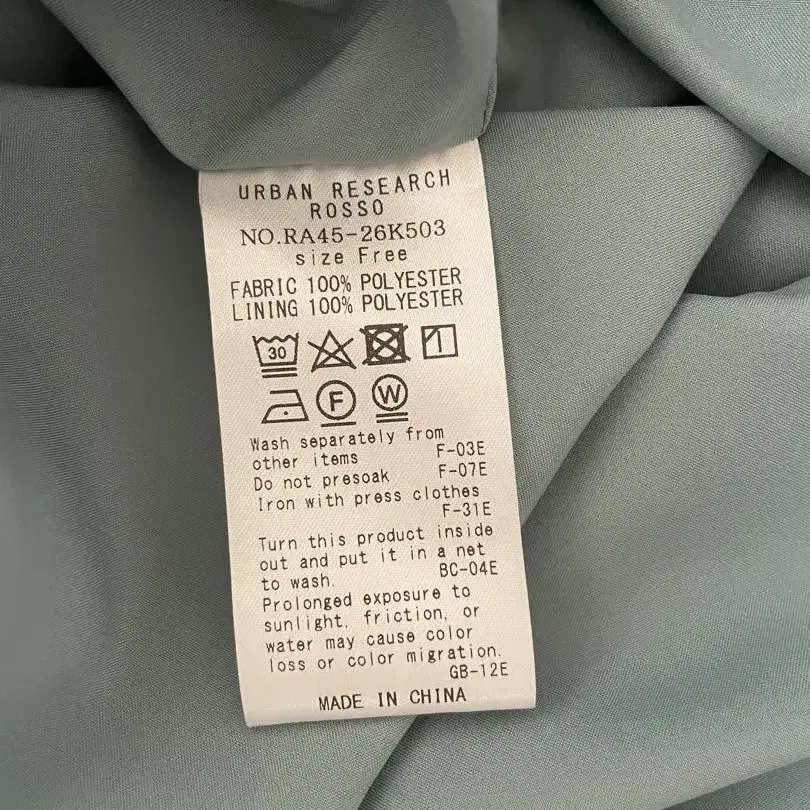 URBAN RESEARCH
ROSSO
NO.RA45-26K503
size Free
FABRIC 100% POLYESTER
LINING 100% POLYESTER
30
F W
Wash separately from
other items F-03E
Do not presoak F-07E
Iron with press clothes
F-31E
Turn this product inside
out and put it in a net
to wash. BC-04E
Prolonged exposure to
sunlight, friction, or
water may cause color
loss or color migration.
GB-12E
MADE IN CHINA